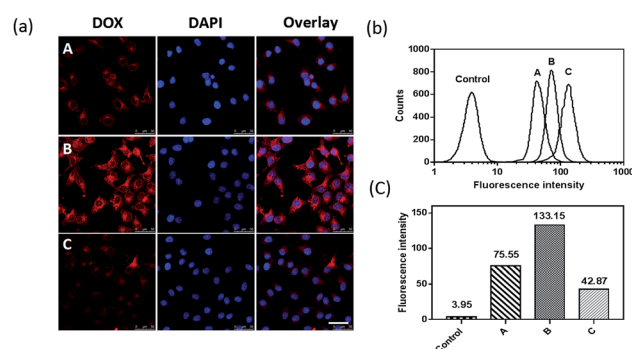 (a)
DOX DAPI Overlay
A
B
C
(b)
Counts
1000
800
600
400
200
0
Control A B C
1 10 100 1000
Fluorescence intensity
(C)
Fluorescence intensity
150
100
50
0
3.95
75.55
133.15
42.87
Control A B C